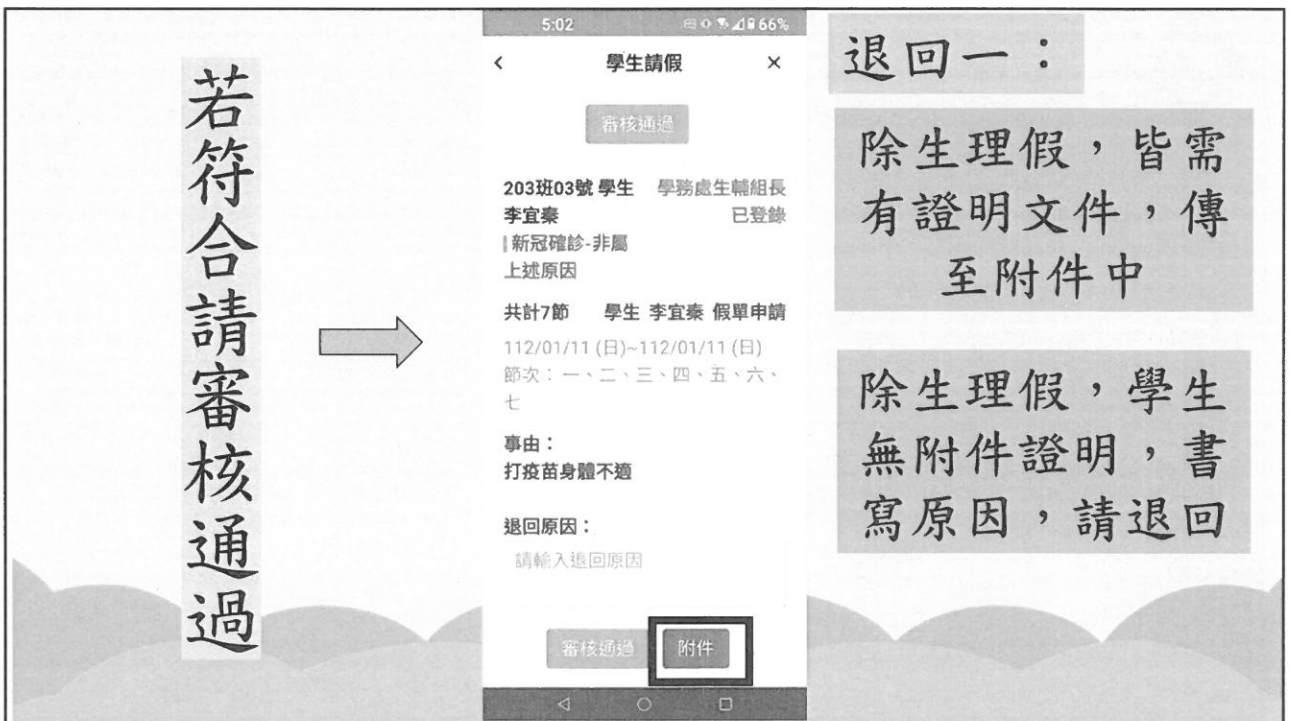 若符合請審核通過
5:02
66%
學生請假
審核通過
203班03號 學生 學務處生輔組長
李宜秦 已登錄
新冠確診-非屬
上述原因
共計7節 學生 李宜秦 假單申請
112/01/11 (日)~112/01/11 (日)
節次：一、二、三、四、五、六、
七
事由：
打疫苗身體不適
退回原因：
請輸入退回原因
審核通過 附件
退回一：
除生理假，皆需
有證明文件，傳
至附件中
除生理假，學生
無附件證明，書
寫原因，請退回